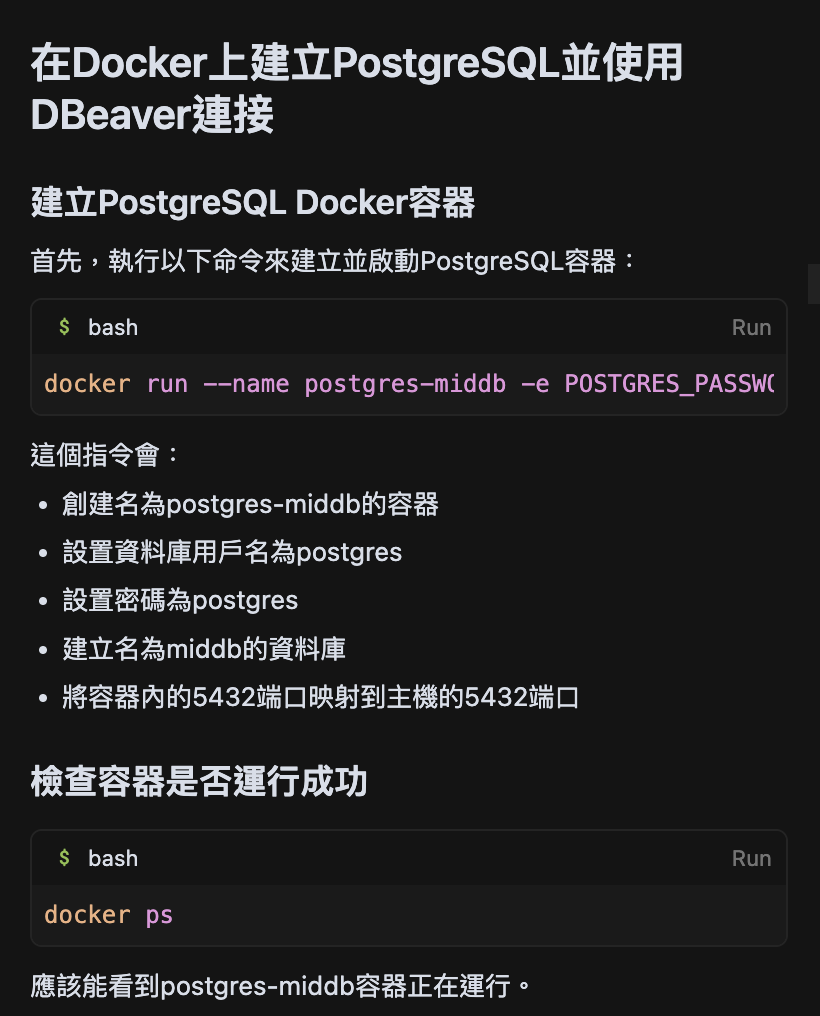 在Docker上建立PostgreSQL並使用
DBeaver連接
建立PostgreSQL Docker容器
首先，執行以下命令來建立並啟動PostgreSQL容器：
$ bash Run
docker run --name postgres-middb -e POSTGRES_PASSWO
這個指令會：
• 創建名為postgres-middb的容器
• 設置資料庫用戶名為postgres
• 設置密碼為postgres
• 建立名為middb的資料庫
• 將容器內的5432端口映射到主機的5432端口
檢查容器是否運行成功
$ bash Run
docker ps
應該能看到postgres-middb容器正在運行。